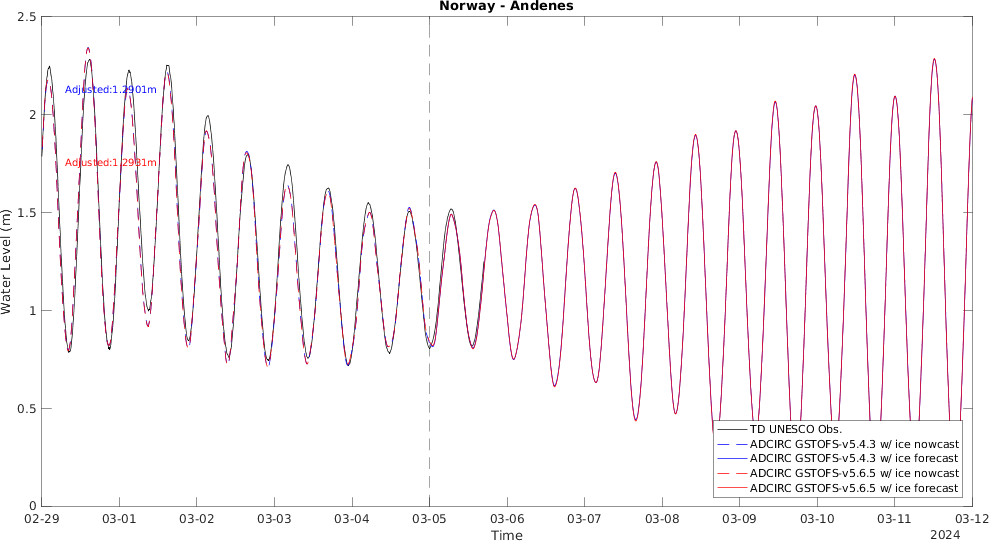 Norway - Andenes
2.5
2
1.5
1
0.5
0
Water Level (m)
Adjusted:1.2901m
Adjusted:1.2931m
TD UNESCO Obs.
ADCIRC GSTOFS-v5.4.3 w/ ice nowcast
ADCIRC GSTOFS-v5.4.3 w/ ice forecast
ADCIRC GSTOFS-v5.6.5 w/ ice nowcast
ADCIRC GSTOFS-v5.6.5 w/ ice forecast
02-29 03-01 03-02 03-03 03-04 03-05 03-06 03-07 03-08 03-09 03-10 03-11 03-12
Time
2024